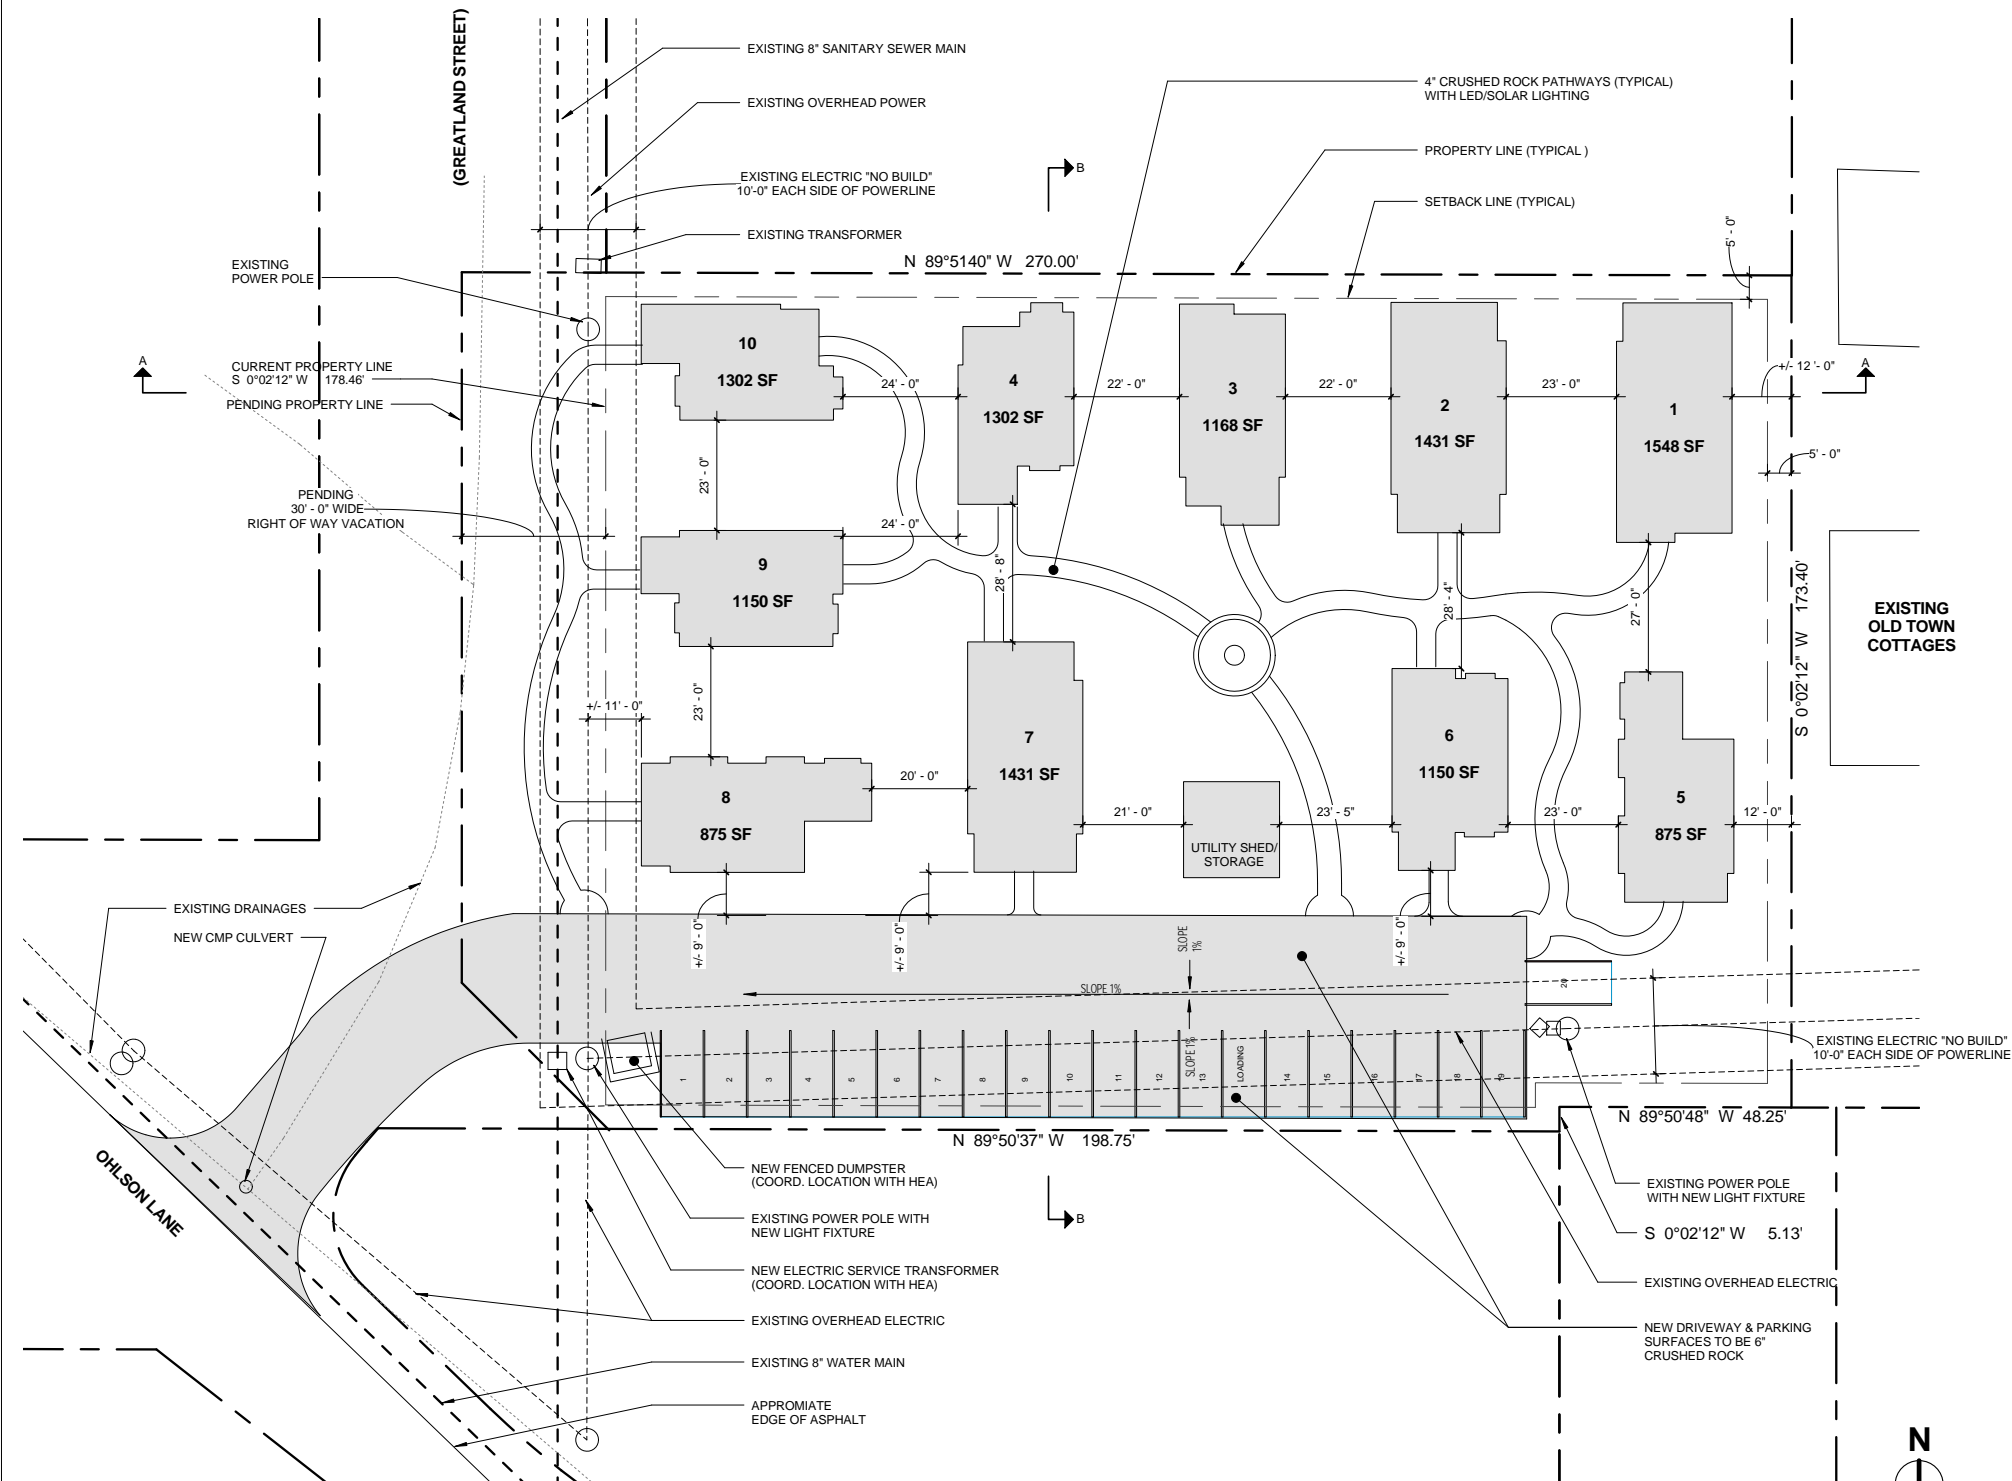 (GREATLAND STREET)
EXISTING 8" SANITARY SEWER MAIN
EXISTING OVERHEAD POWER
EXISTING ELECTRIC "NO BUILD"
10'-0" EACH SIDE OF POWERLINE
EXISTING TRANSFORMER
4" CRUSHED ROCK PATHWAYS (TYPICAL)
WITH LED/SOLAR LIGHTING
PROPERTY LINE (TYPICAL )
SETBACK LINE (TYPICAL)
B
5' - 0"
N 89°5140" W 270.00'
EXISTING
POWER POLE
CURRENT PROPERTY LINE
S 0°02'12" W 178.46'
PENDING PROPERTY LINE
A
A
PENDING
30' - 0" WIDE
RIGHT OF WAY VACATION
10
1302 SF
24' - 0"
4
1302 SF
22' - 0"
3
1168 SF
22' - 0"
2
1431 SF
23' - 0"
1
1548 SF
+/- 12 '- 0"
5' - 0"
23' - 0"
24' - 0"
9
1150 SF
28' - 8"
28' - 4"
27' - 0"
S 0°02'12" W 173.40'
EXISTING
OLD TOWN
COTTAGES
23' - 0"
+/- 11' - 0"
8
875 SF
20' - 0"
7
1431 SF
21' - 0"
UTILITY SHED/
STORAGE
23' - 5"
6
1150 SF
23' - 0"
5
875 SF
12' - 0"
EXISTING DRAINAGES
NEW CMP CULVERT
+/- 9' - 0"
+/- 9' - 0"
+/- 9' - 0"
SLOPE
1%
SLOPE 1%
SLOPE 1%
20
1
2
3
4
5
6
7
8
9
10
11
12
13
LOADING
14
15
16
17
18
19
EXISTING ELECTRIC "NO BUILD"
10'-0" EACH SIDE OF POWERLINE
N 89°50'48" W 48.25'
N 89°50'37" W 198.75'
OHLSON LANE
NEW FENCED DUMPSTER
(COORD. LOCATION WITH HEA)
EXISTING POWER POLE WITH
NEW LIGHT FIXTURE
NEW ELECTRIC SERVICE TRANSFORMER
(COORD. LOCATION WITH HEA)
EXISTING OVERHEAD ELECTRIC
EXISTING 8" WATER MAIN
APPROMIATE
EDGE OF ASPHALT
B
EXISTING POWER POLE
WITH NEW LIGHT FIXTURE
S 0°02'12" W 5.13'
EXISTING OVERHEAD ELECTRIC
NEW DRIVEWAY & PARKING
SURFACES TO BE 6"
CRUSHED ROCK
N